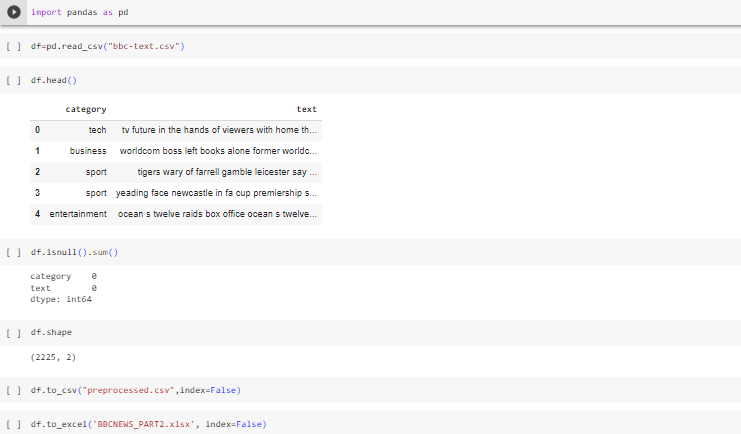 import pandas as pd
[ ] df=pd.read_csv("bbc-text.csv")
[ ] df.head()
category text
0 tech tv future in the hands of viewers with home th...
1 business worldcom boss left books alone former worldc...
2 sport tigers wary of farrell gamble leicester say ...
3 sport yeading face newcastle in fa cup premiership s...
4 entertainment ocean s twelve raids box office ocean s twelve...
[ ] df.isnull().sum()
category 0
text 0
dtype: int64
[ ] df.shape
(2225, 2)
[ ] df.to_csv("preprocessed.csv",index=False)
[ ] df.to_excel('BBCNEWS_PART2.xlsx', index=False)